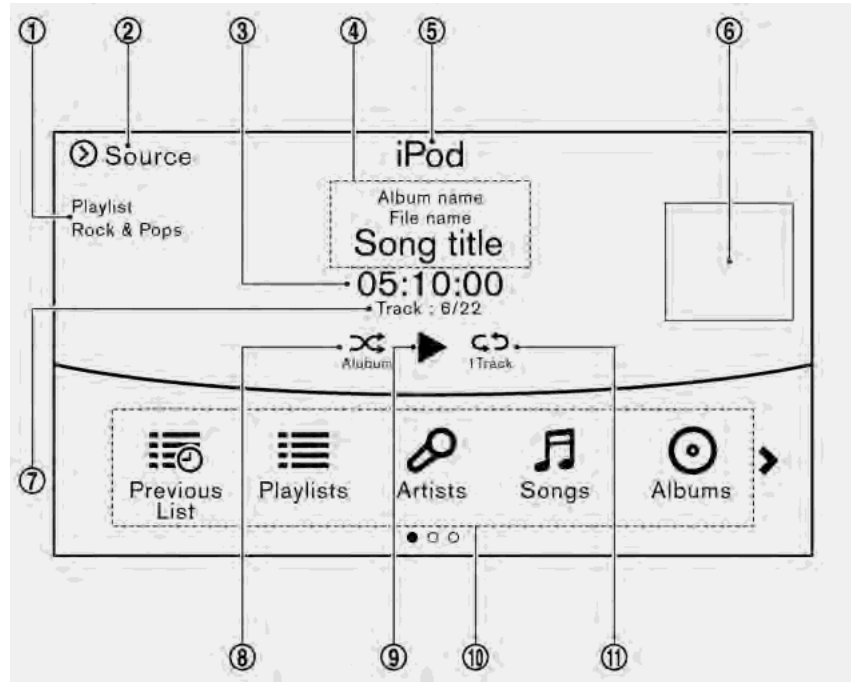 ① ② ③ ④ ⑤ ⑥
Source
iPod
Playlist
Rock & Pops
Album name
File name
Song title
05:10:00
Track : 6/22
Alubum
1Track
⑦
Previous
List
Playlists
Artists
Songs
Albums
⑧ ⑨ ⑩ ⑪